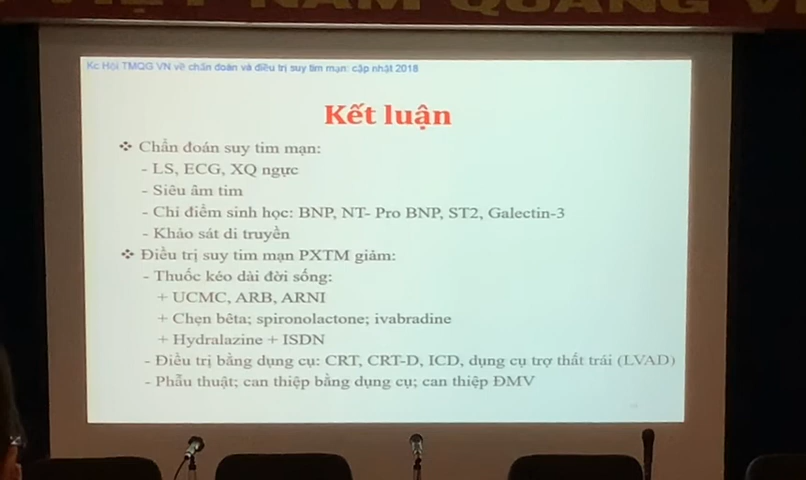 VIỆT NAM QUANG V
Kc Hội TMQG VN về chẩn đoán và điều trị suy tim mạn: cập nhật 2018
Kết luận
❖ Chẩn đoán suy tim mạn:
- LS, ECG, XQ ngực
- Siêu âm tim
- Chỉ điểm sinh học: BNP, NT- Pro BNP, ST2, Galectin-3
- Khảo sát di truyền
❖ Điều trị suy tim mạn PXTM giảm:
- Thuốc kéo dài đời sống:
+ UCMC, ARB, ARNI
+ Chẹn bêta; spironolactone; ivabradine
+ Hydralazine + ISDN
- Điều trị bằng dụng cụ: CRT, CRT-D, ICD, dụng cụ trợ thất trái (LVAD)
- Phẫu thuật; can thiệp bằng dụng cụ; can thiệp ĐMV